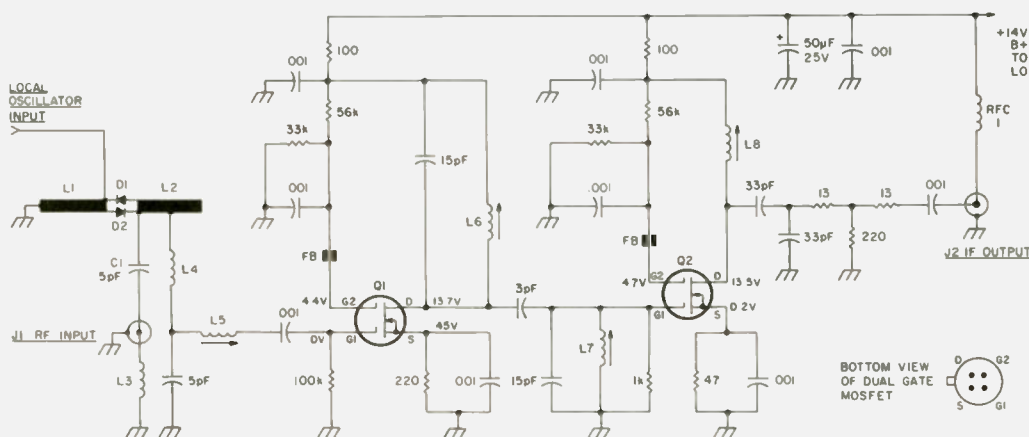 +14V
B+
TO
LO
100
001
56k
33k
001
15pF
L6
FB
Q1
4.4V
G2
D
13.7V
0V
G1
S
.45V
100k
220
001
LOCAL
OSCILLATOR
INPUT
L1
D1
L2
D2
C1
5pF
L4
J1 RF INPUT
L5
001
L3
5pF
3pF
15pF
L7
1k
100
001
56k
33k
.001
L8
FB
Q2
4.7V
G2
D
13.5V
G1
S
0.2V
47
001
33pF
13
13
001
33pF
220
50µF
25V
001
RFC
1
J2 IF OUTPUT
BOTTOM VIEW
OF DUAL GATE
MOSFET
D
G2
S
G1